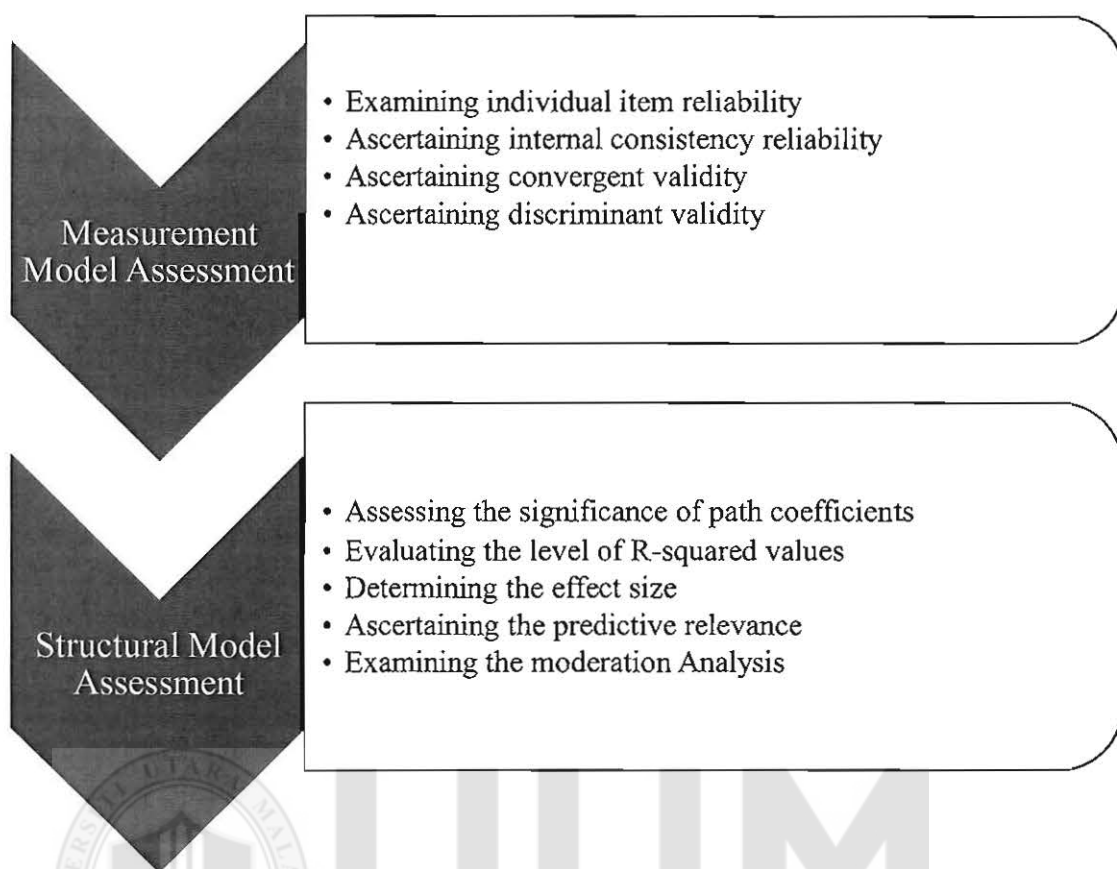 Measurement
Model Assessment
• Examining individual item reliability
• Ascertaining internal consistency reliability
• Ascertaining convergent validity
• Ascertaining discriminant validity
Structural Model
Assessment
• Assessing the significance of path coefficients
• Evaluating the level of R-squared values
• Determining the effect size
• Ascertaining the predictive relevance
• Examining the moderation Analysis
UTARA
UUM